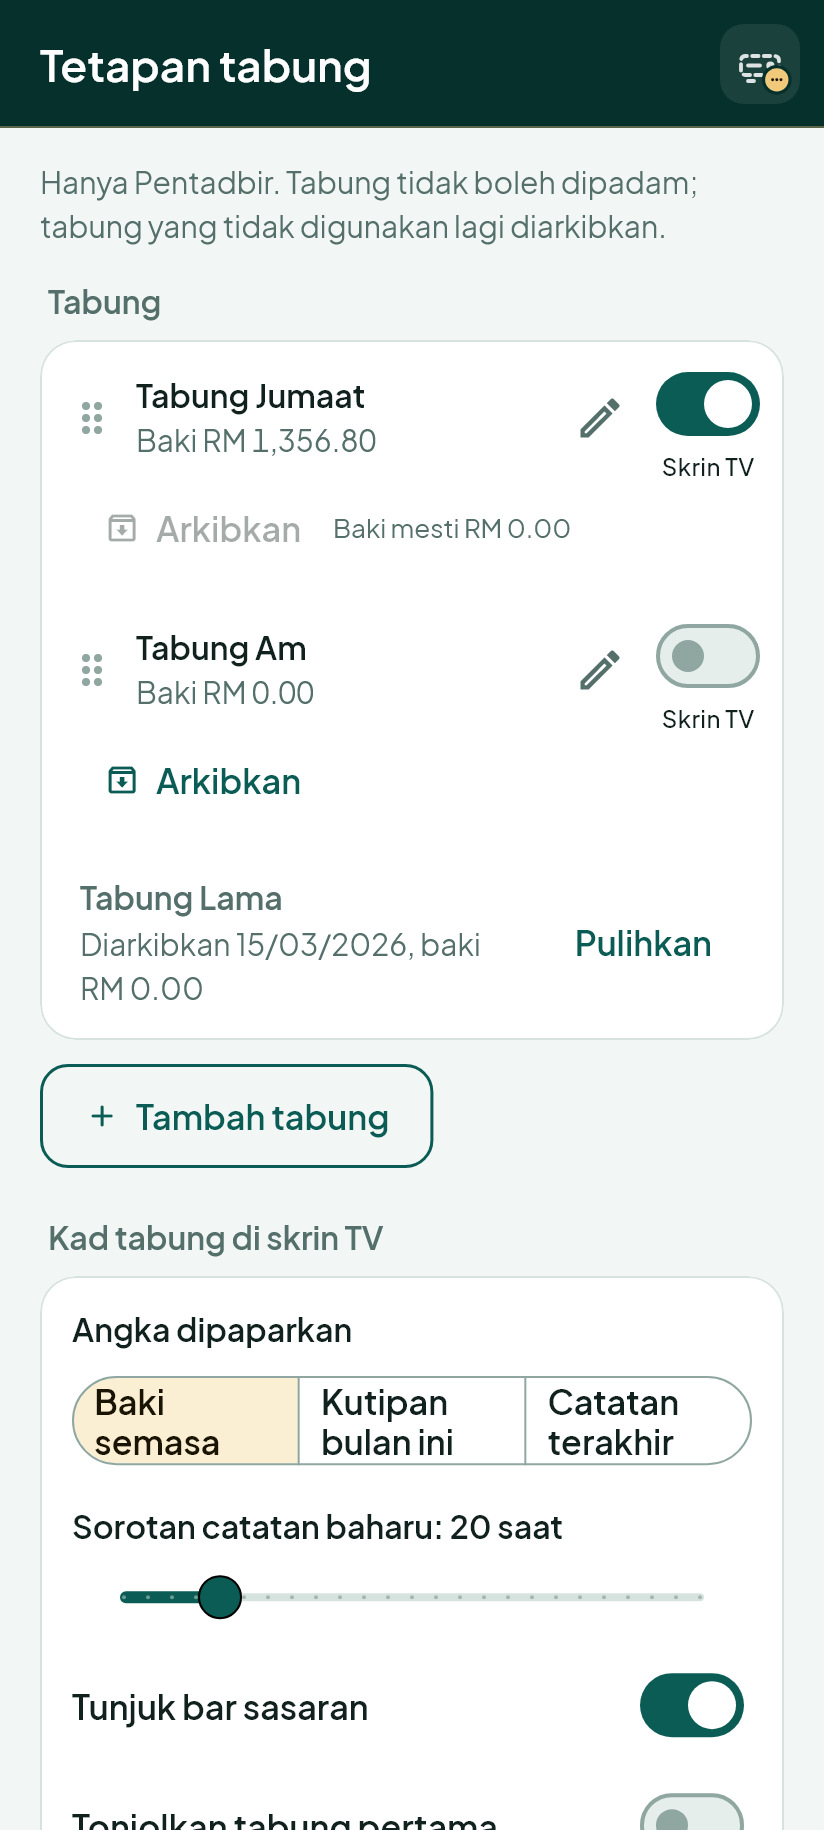 Tetapan tabung
Hanya Pentadbir. Tabung tidak boleh dipadam;
tabung yang tidak digunakan lagi diarkibkan.
Tabung
Tabung Jumaat
Baki RM 1,356.80
Skrin TV
Arkibkan
Baki mesti RM 0.00
Tabung Am
Baki RM 0.00
Skrin TV
Arkibkan
Tabung Lama
Diarkibkan 15/03/2026, baki
RM 0.00
Pulihkan
Tambah tabung
Kad tabung di skrin TV
Angka dipaparkan
Baki
semasa
Kutipan
bulan ini
Catatan
terakhir
Sorotan catatan baharu: 20 saat
Tunjuk bar sasaran
Tonjolkan tabung pertama